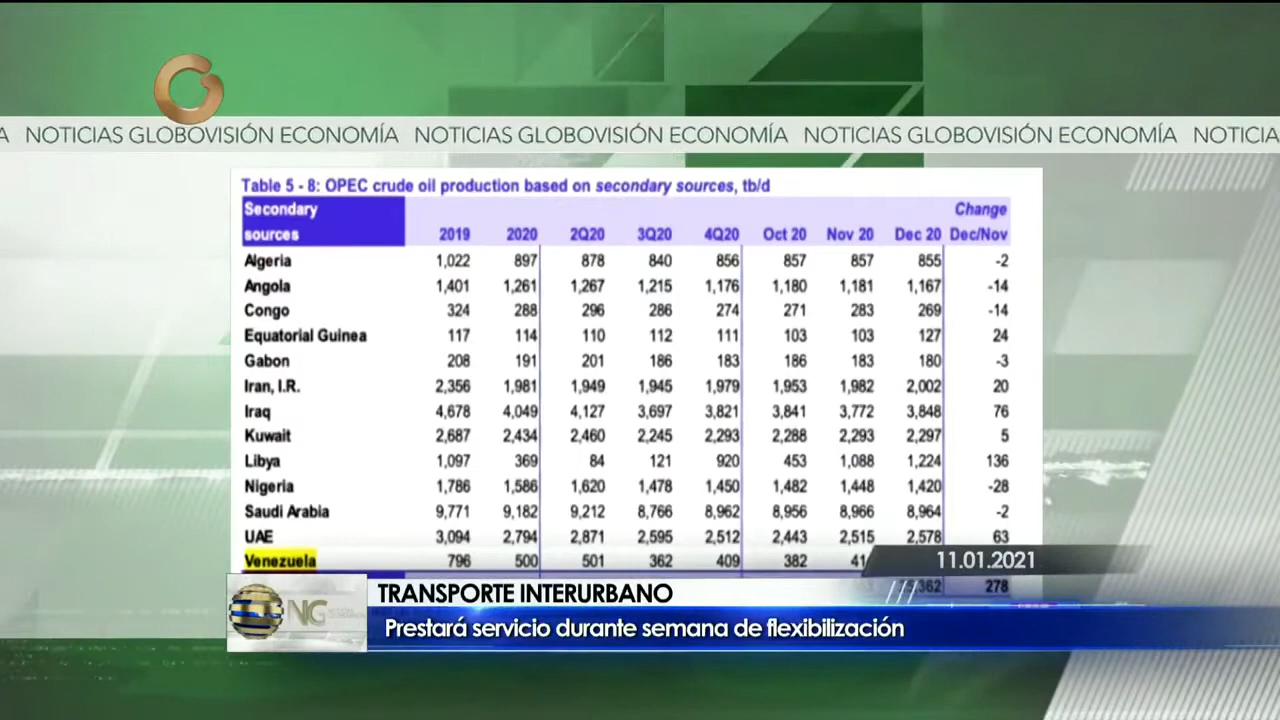 NOTICIAS GLOBOVISIÓN ECONOMÍA NOTICIAS GLOBOVISIÓN ECONOMÍA NOTICIAS GLOBOVISIÓN ECONOMÍA NOTICIA
Table 5 - 8: OPEC crude oil production based on secondary sources, tb/d
Secondary Change
sources 2019 2020 2Q20 3Q20 4Q20 Oct 20 Nov 20 Dec 20 Dec/Nov
Algeria 1,022 897 878 840 856 857 857 855 -2
Angola 1,401 1,261 1,267 1,215 1,176 1,180 1,181 1,167 -14
Congo 324 288 296 286 274 271 283 269 -14
Equatorial Guinea 117 114 110 112 111 103 103 127 24
Gabon 208 191 201 186 183 186 183 180 -3
Iran, I.R. 2,356 1,981 1,949 1,945 1,979 1,953 1,982 2,002 20
Iraq 4,678 4,049 4,127 3,697 3,821 3,841 3,772 3,848 76
Kuwait 2,687 2,434 2,460 2,245 2,293 2,288 2,293 2,297 5
Libya 1,097 369 84 121 920 453 1,088 1,224 136
Nigeria 1,786 1,586 1,620 1,478 1,450 1,482 1,448 1,420 -28
Saudi Arabia 9,771 9,182 9,212 8,766 8,962 8,956 8,966 8,964 -2
UAE 3,094 2,794 2,871 2,595 2,512 2,443 2,515 2,578 63
Venezuela 796 500 501 362 409 382 41
11.01.2021
362 278
NG
TRANSPORTE INTERURBANO
Prestará servicio durante semana de flexibilización